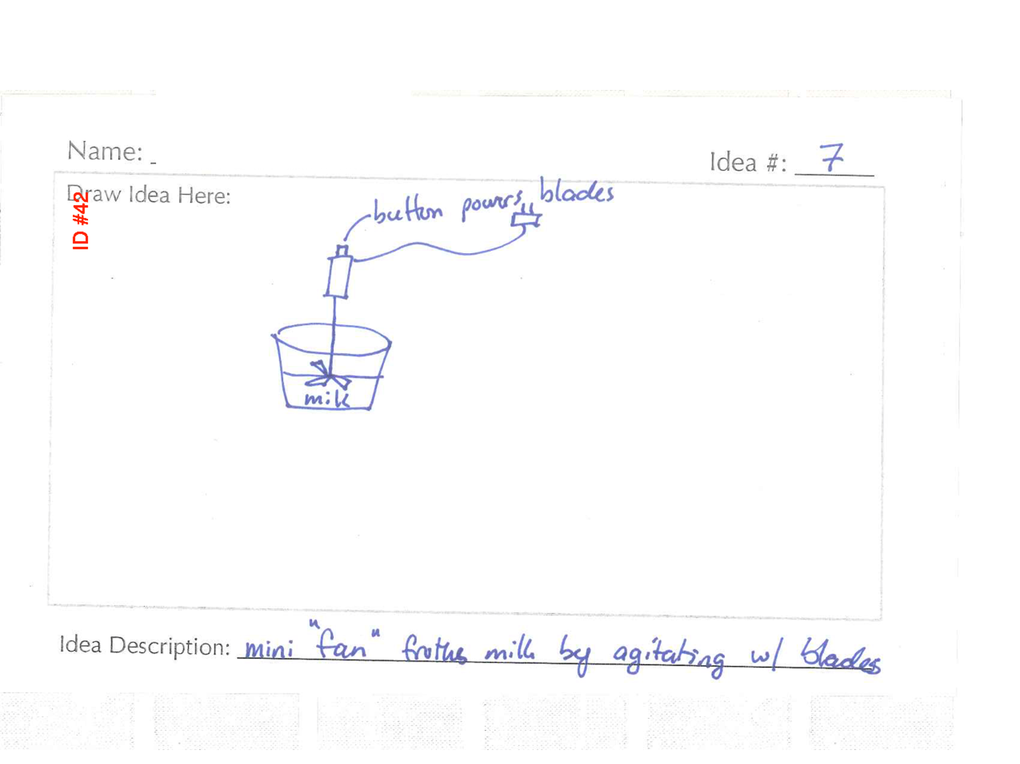 Name:
Idea #: 7
Draw Idea Here:
ID #42
button powers blades
milk
Idea Description: mini "fan" froths milk by agitating w/ blades